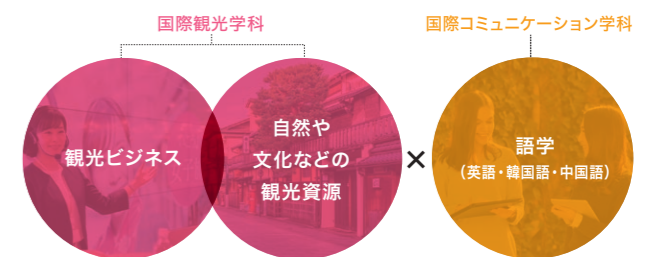 国際観光学科
国際コミュニケーション学科
観光ビジネス
自然や
文化などの
観光資源
×
語学
（英語・韓国語・中国語）